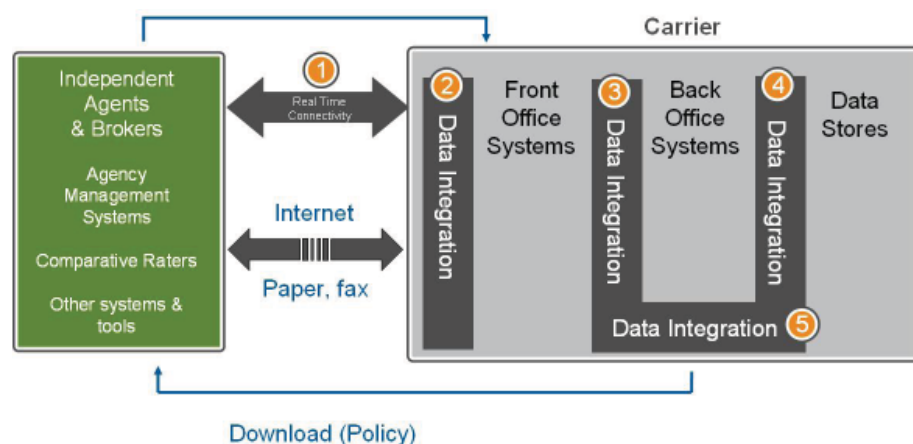 Carrier
Independent
Agents
& Brokers
Agency
Management
Systems
Comparative Raters
Other systems &
tools
1
Real Time
Connectivity
Internet
Paper, fax
2
Data Integration
Front
Office
Systems
3
Data Integration
Back
Office
Systems
4
Data Integration
Data
Stores
Data Integration 5
Download (Policy)